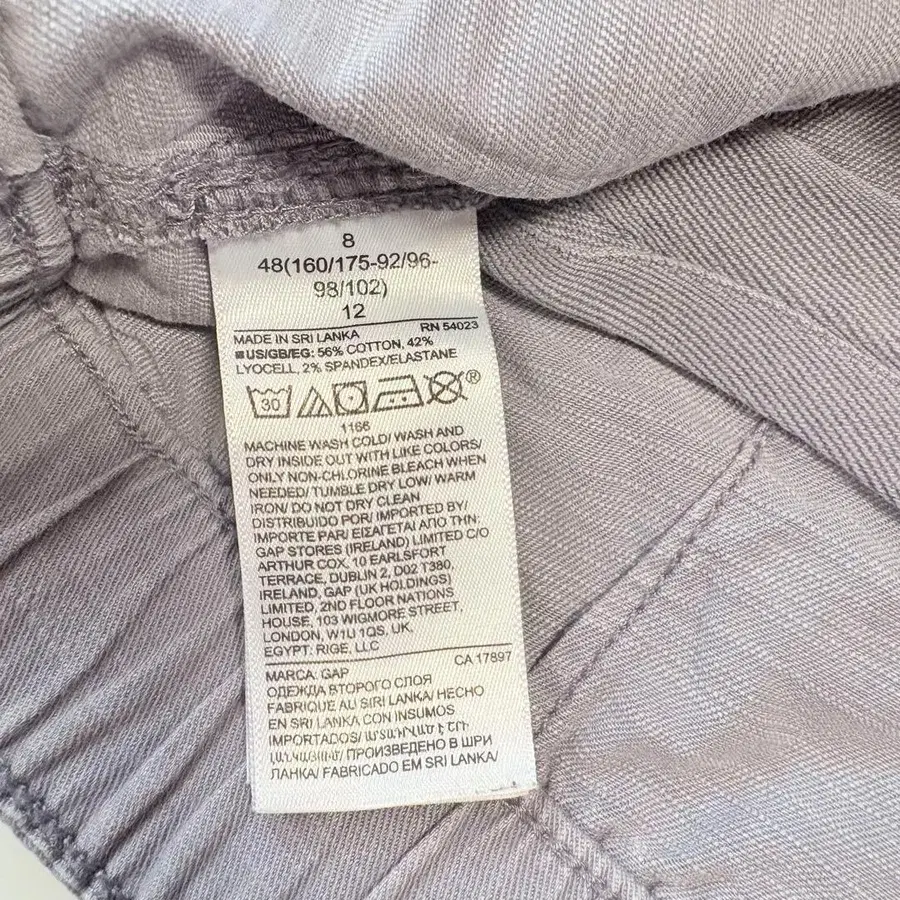 8
48(160/175-92/96-
98/102)
12
MADE IN SRI LANKA RN 54023
US/GB/EG: 56% COTTON, 42%
LYOCELL, 2% SPANDEX/ELASTANE
30 ®
1166
MACHINE WASH COLD/ WASH AND
DRY INSIDE OUT WITH LIKE COLORS/
ONLY NON-CHLORINE BLEACH WHEN
NEEDED/ TUMBLE DRY LOW/ WARM
IRON/ DO NOT DRY CLEAN
DISTRIBUIDO POR/ IMPORTED BY/
IMPORTE PAR/ ΕΙΣΑΓΕΤΑΙ ΑΠΟ ΤΗΝ:
GAP STORES (IRELAND) LIMITED C/O
ARTHUR COX, 10 EARLSFORT
TERRACE, DUBLIN 2, D02 T380,
IRELAND, GAP (UK HOLDINGS)
LIMITED, 2ND FLOOR NATIONS
HOUSE, 103 WIGMORE STREET,
LONDON, W1U 1QS, UK,
EGYPT: RIGE, LLC
CA 17897
MARCA: GAP
ОДЕЖДА ВТОРОГО СЛОЯ
FABRIQUE AU SRI LANKA/ HECHO
EN SRI LANKA CON INSUMOS
IMPORTADOS/ ԱՐՏԱԴՐՎԱԾ Է ՇՐԻ
ԼԱՆԿԱՅՈՒՄ/ ПРОИЗВЕДЕНО В ШРИ
ЛАНКА/ FABRICADO EM SRI LANKA/